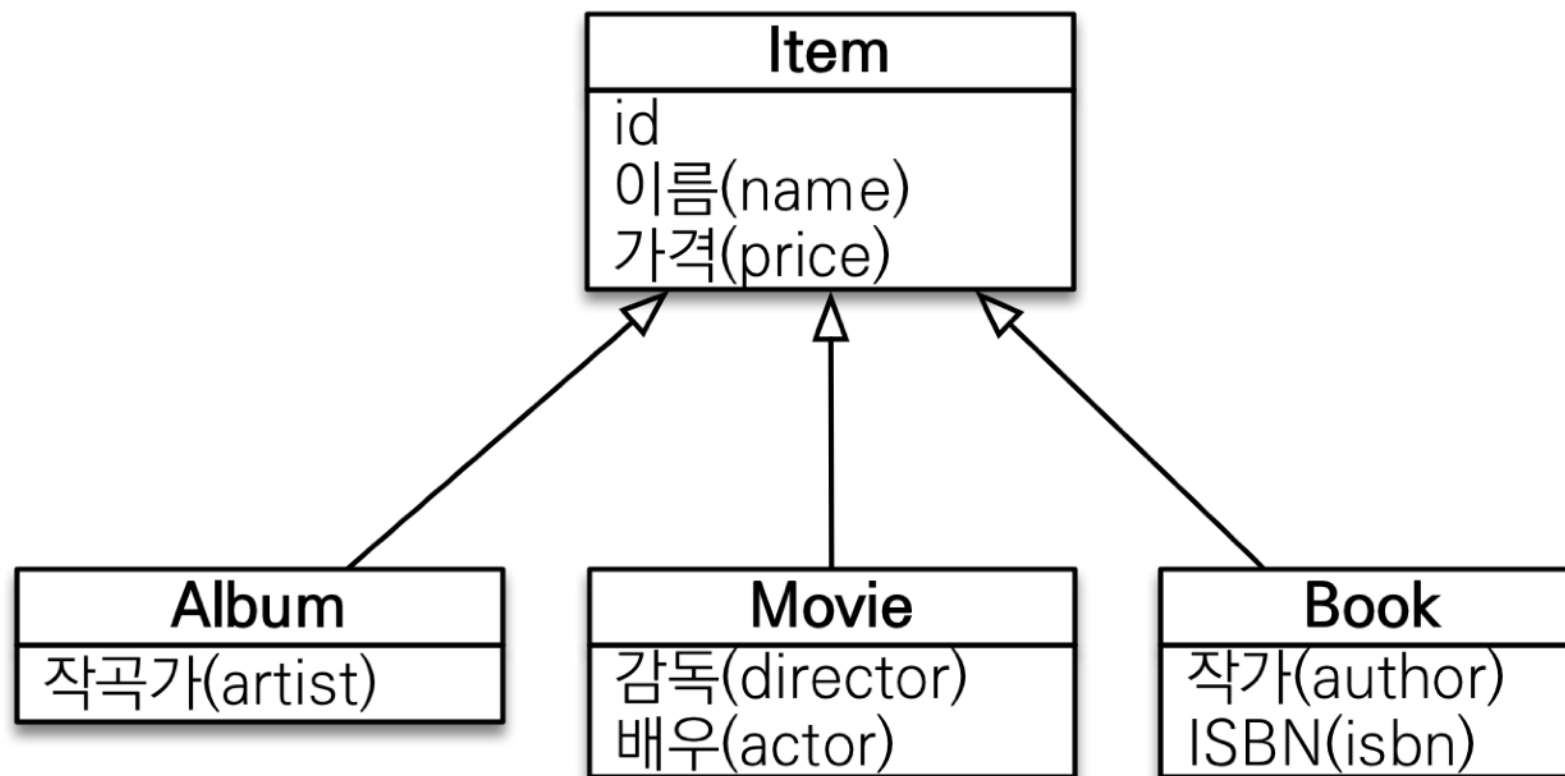 Item
id
이름(name)
가격(price)
Album
작곡가(artist)
Movie
감독(director)
배우(actor)
Book
작가(author)
ISBN(isbn)